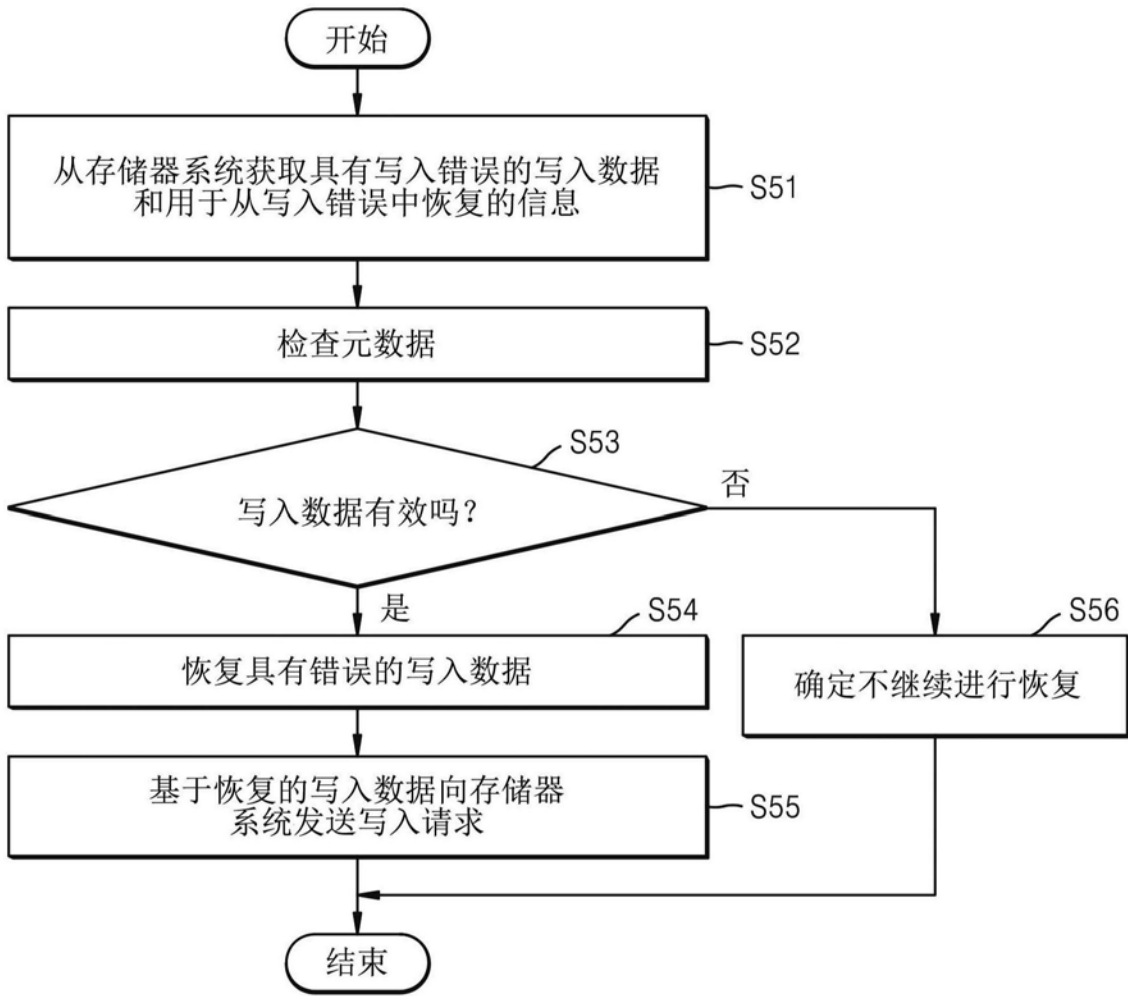 开始
从存储器系统获取具有写入错误的写入数据
和用于从写入错误中恢复的信息
S51
检查元数据
S52
S53
写入数据有效吗?
否
是
S54
恢复具有错误的写入数据
S56
确定不继续进行恢复
基于恢复的写入数据向存储器
系统发送写入请求
S55
结束